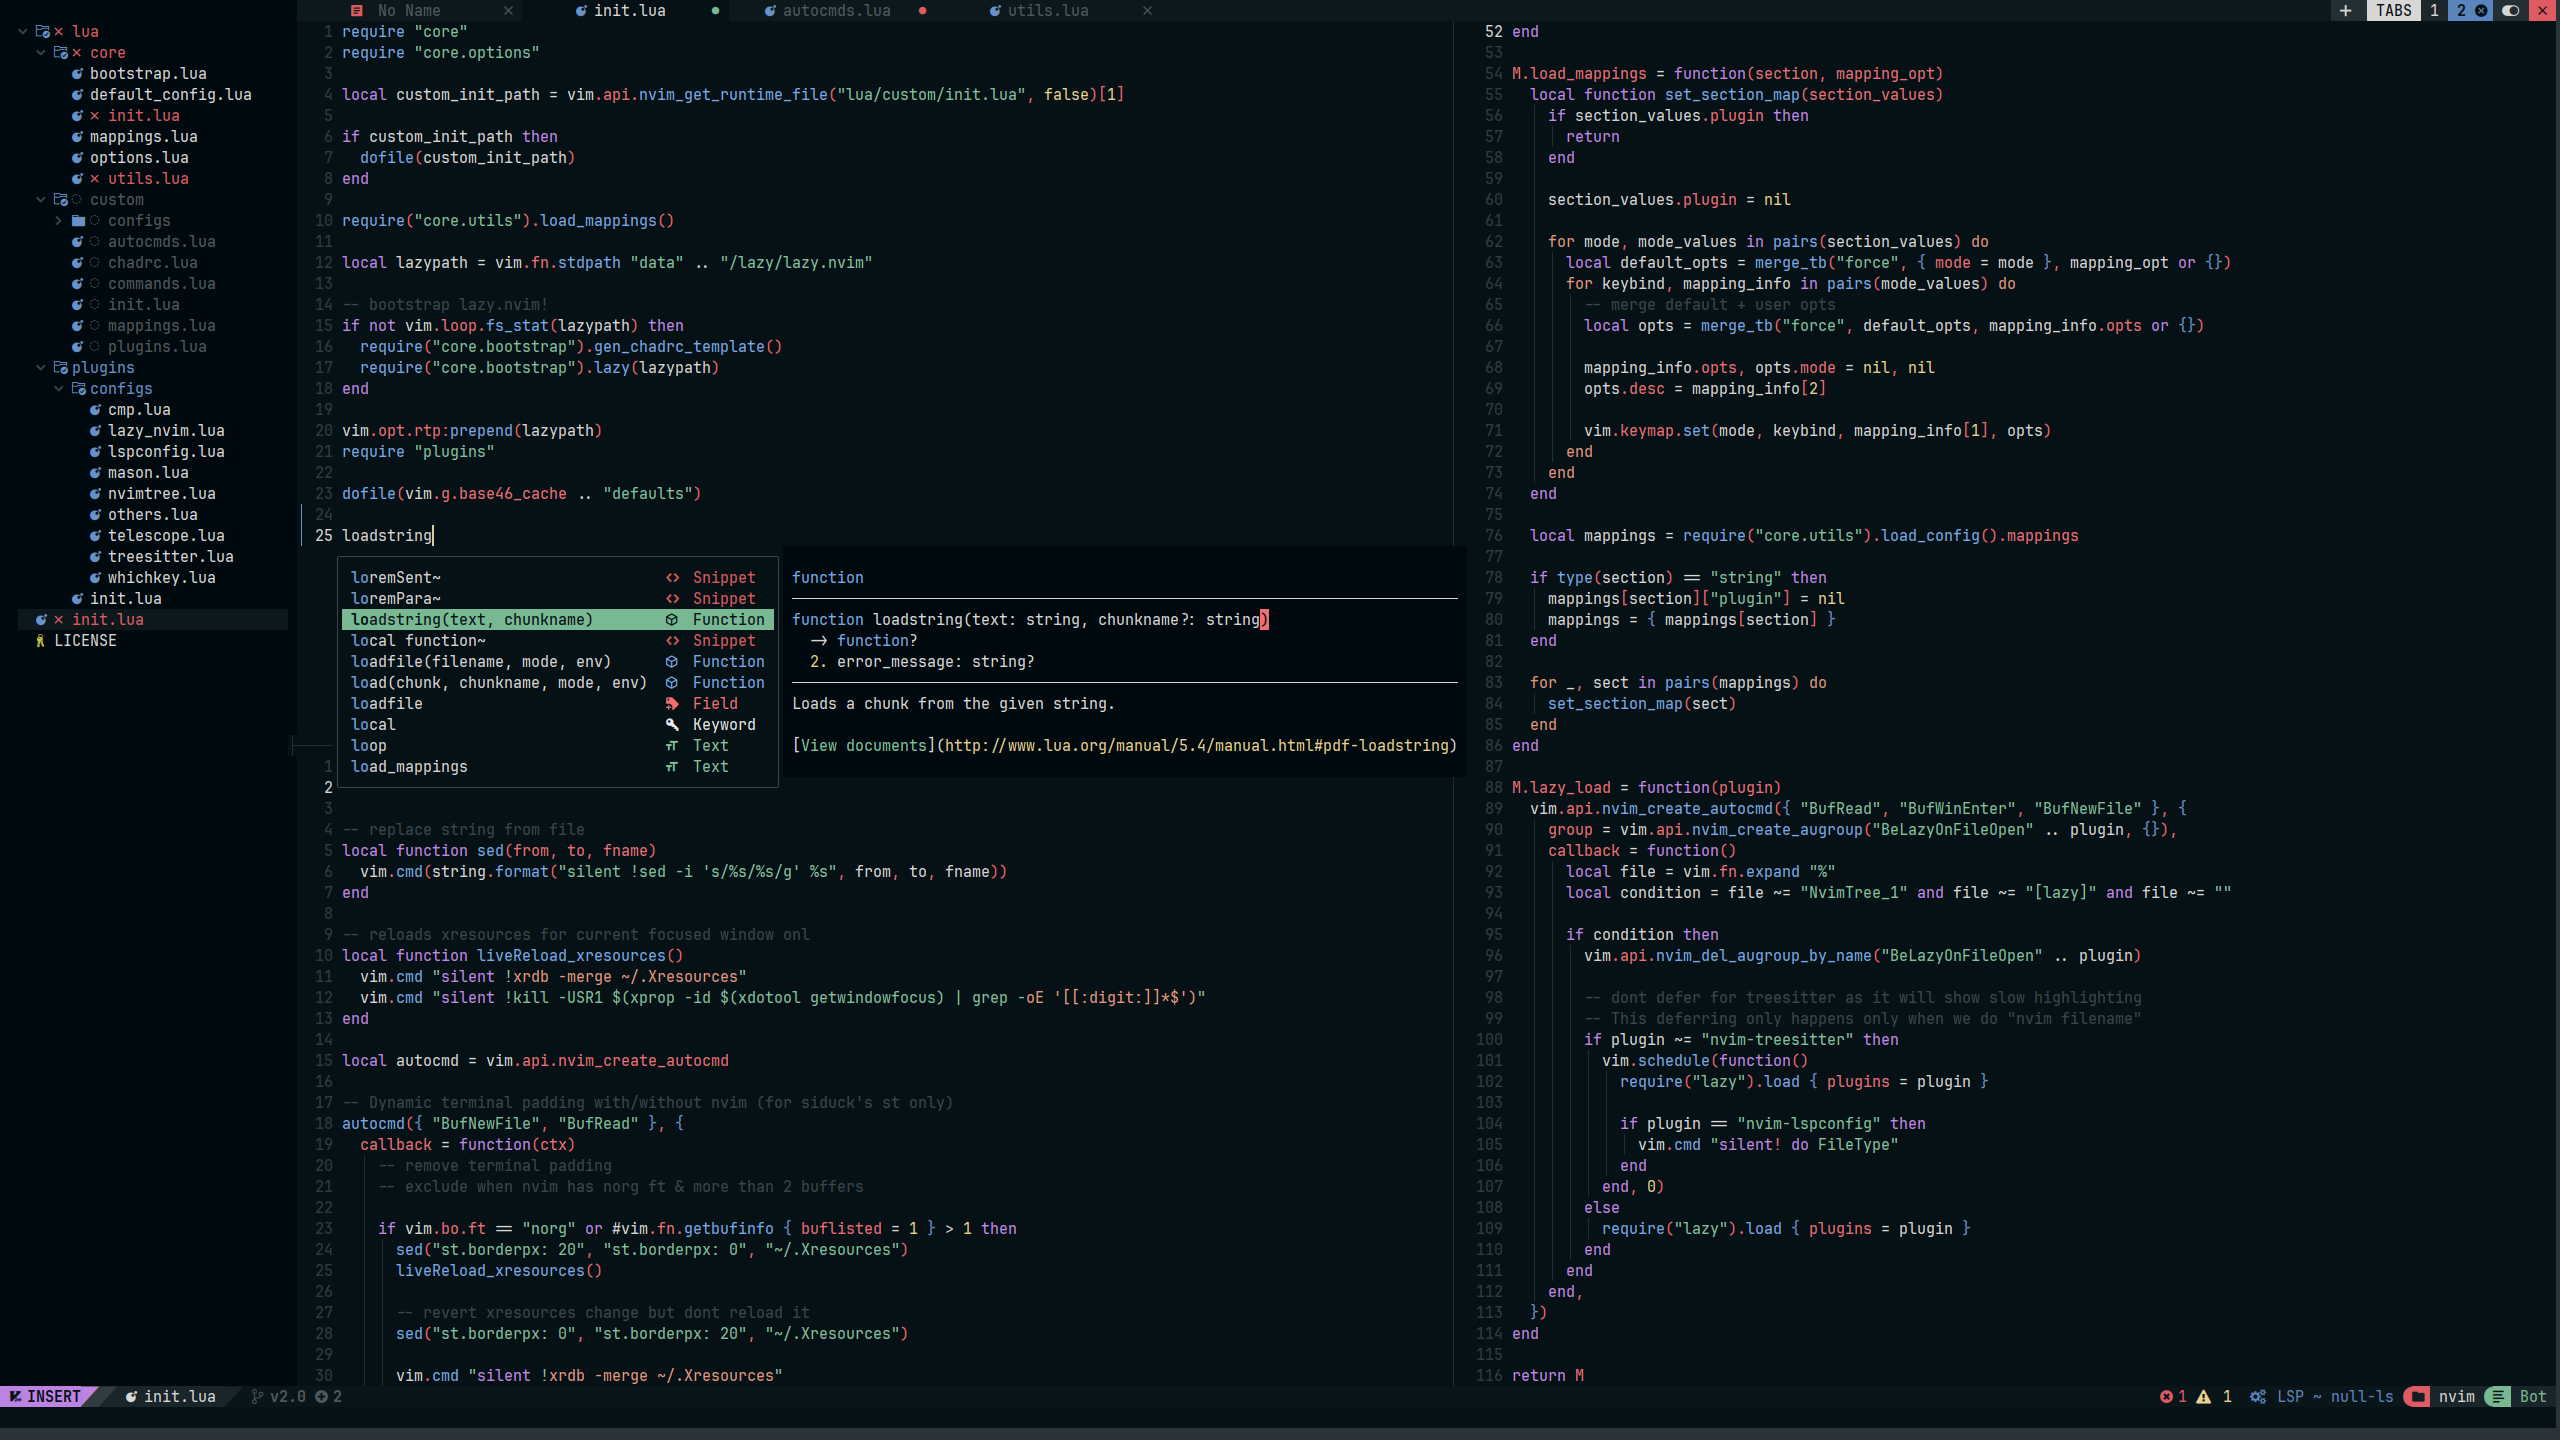 No Name
init.lua
autocmds.lua
utils.lua
TABS 1 2
lua
core
bootstrap.lua
default_config.lua
init.lua
mappings.lua
options.lua
utils.lua
custom
configs
autocmds.lua
chadrc.lua
commands.lua
init.lua
mappings.lua
plugins.lua
plugins
configs
cmp.lua
lazy_nvim.lua
lspconfig.lua
mason.lua
nvimtree.lua
others.lua
telescope.lua
treesitter.lua
whichkey.lua
init.lua
init.lua
LICENSE
1 require "core"
2 require "core.options"
3
4 local custom_init_path = vim.api.nvim_get_runtime_file("lua/custom/init.lua", false)[1]
5
6 if custom_init_path then
7 dofile(custom_init_path)
8 end
9
10 require("core.utils").load_mappings()
11
12 local lazypath = vim.fn.stdpath "data" .. "/lazy/lazy.nvim"
13
14 -- bootstrap lazy.nvim!
15 if not vim.loop.fs_stat(lazypath) then
16 require("core.bootstrap").gen_chadrc_template()
17 require("core.bootstrap").lazy(lazypath)
18 end
19
20 vim.opt.rtp:prepend(lazypath)
21 require "plugins"
22
23 dofile(vim.g.base46_cache .. "defaults")
24
25 loadstring
loremSent~ Snippet
loremPara~ Snippet
loadstring(text, chunkname) Function
local function~ Snippet
loadfile(filename, mode, env) Function
load(chunk, chunkname, mode, env) Function
loadfile Field
local Keyword
loop Text
load_mappings Text
function
function loadstring(text: string, chunkname?: string)
-> function?
2. error_message: string?
Loads a chunk from the given string.
[View documents](http://www.lua.org/manual/5.4/manual.html#pdf-loadstring)
1
2
3
4 -- replace string from file
5 local function sed(from, to, fname)
6 vim.cmd(string.format("silent !sed -i 's/%s/%s/g' %s", from, to, fname))
7 end
8
9 -- reloads xresources for current focused window onl
10 local function liveReload_xresources()
11 vim.cmd "silent !xrdb -merge ~/.Xresources"
12 vim.cmd "silent !kill -USR1 $(xprop -id $(xdotool getwindowfocus) | grep -oE '[[:digit:]]*$')"
13 end
14
15 local autocmd = vim.api.nvim_create_autocmd
16
17 -- Dynamic terminal padding with/without nvim (for siduck's st only)
18 autocmd({ "BufNewFile", "BufRead" }, {
19 callback = function(ctx)
20 -- remove terminal padding
21 -- exclude when nvim has norg ft & more than 2 buffers
22
23 if vim.bo.ft == "norg" or #vim.fn.getbufinfo { buflisted = 1 } > 1 then
24 sed("st.borderpx: 20", "st.borderpx: 0", "~/.Xresources")
25 liveReload_xresources()
26
27 -- revert xresources change but dont reload it
28 sed("st.borderpx: 0", "st.borderpx: 20", "~/.Xresources")
29
30 vim.cmd "silent !xrdb -merge ~/.Xresources"
52 end
53
54 M.load_mappings = function(section, mapping_opt)
55 local function set_section_map(section_values)
56 if section_values.plugin then
57 return
58 end
59
60 section_values.plugin = nil
61
62 for mode, mode_values in pairs(section_values) do
63 local default_opts = merge_tb("force", { mode = mode }, mapping_opt or {})
64 for keybind, mapping_info in pairs(mode_values) do
65 -- merge default + user opts
66 local opts = merge_tb("force", default_opts, mapping_info.opts or {})
67
68 mapping_info.opts, opts.mode = nil, nil
69 opts.desc = mapping_info[2]
70
71 vim.keymap.set(mode, keybind, mapping_info[1], opts)
72 end
73 end
74 end
75
76 local mappings = require("core.utils").load_config().mappings
77
78 if type(section) == "string" then
79 mappings[section]["plugin"] = nil
80 mappings = { mappings[section] }
81 end
82
83 for _, sect in pairs(mappings) do
84 set_section_map(sect)
85 end
86 end
87
88 M.lazy_load = function(plugin)
89 vim.api.nvim_create_autocmd({ "BufRead", "BufWinEnter", "BufNewFile" }, {
90 group = vim.api.nvim_create_augroup("BeLazyOnFileOpen" .. plugin, {}),
91 callback = function()
92 local file = vim.fn.expand "%"
93 local condition = file ~= "NvimTree_1" and file ~= "[lazy]" and file ~= ""
94
95 if condition then
96 vim.api.nvim_del_augroup_by_name("BeLazyOnFileOpen" .. plugin)
97
98 -- dont defer for treesitter as it will show slow highlighting
99 -- This deferring only happens only when we do "nvim filename"
100 if plugin ~= "nvim-treesitter" then
101 vim.schedule(function()
102 require("lazy").load { plugins = plugin }
103
104 if plugin == "nvim-lspconfig" then
105 vim.cmd "silent! do FileType"
106 end
107 end, 0)
108 else
109 require("lazy").load { plugins = plugin }
110 end
111 end
112 end,
113 })
114 end
115
116 return M
INSERT init.lua v2.0 2
1 1 LSP ~ null-ls nvim Bot